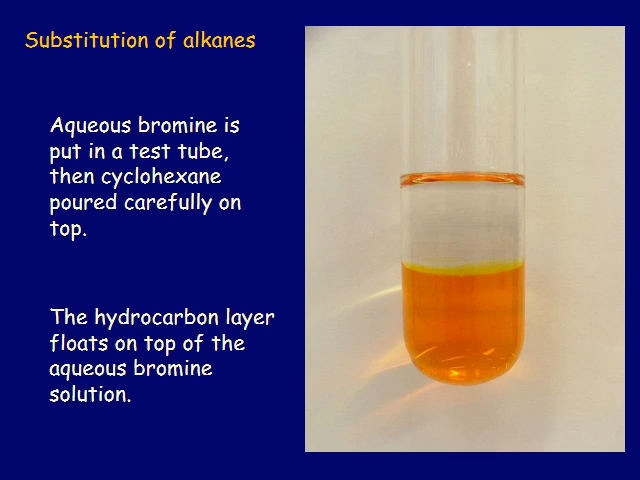 Substitution of alkanes
Aqueous bromine is
put in a test tube,
then cyclohexane
poured carefully on
top.
The hydrocarbon layer
floats on top of the
aqueous bromine
solution.